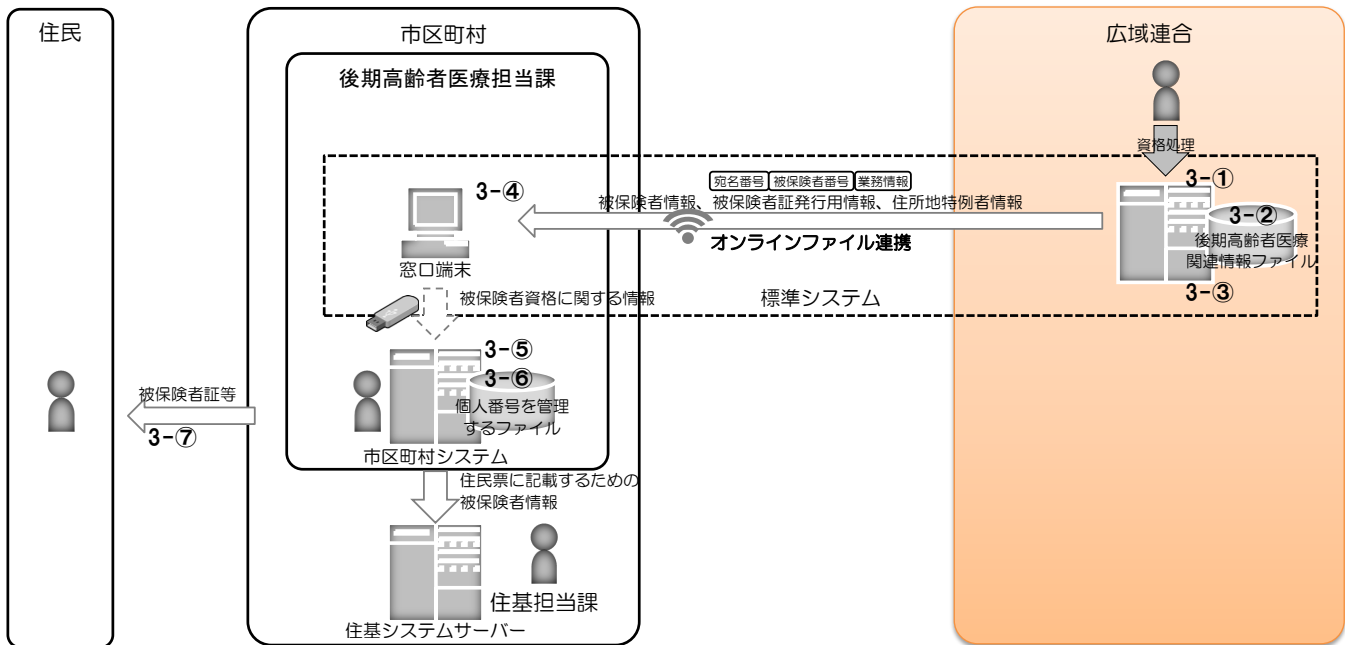 住民
市区町村
広域連合
後期高齢者医療担当課
資格処理
宛名番号 被保険者番号 業務情報
3-①
3-④
被保険者情報、被保険者証発行用情報、住所地特例者情報
3-②
オンラインファイル連携
後期高齢者医療
関連情報ファイル
窓口端末
被保険者資格に関する情報
標準システム
3-③
3-⑤
3-⑥
被保険者証等
個人番号を管理
するファイル
3-⑦
市区町村システム
住民票に記載するための
被保険者情報
住基担当課
住基システムサーバー